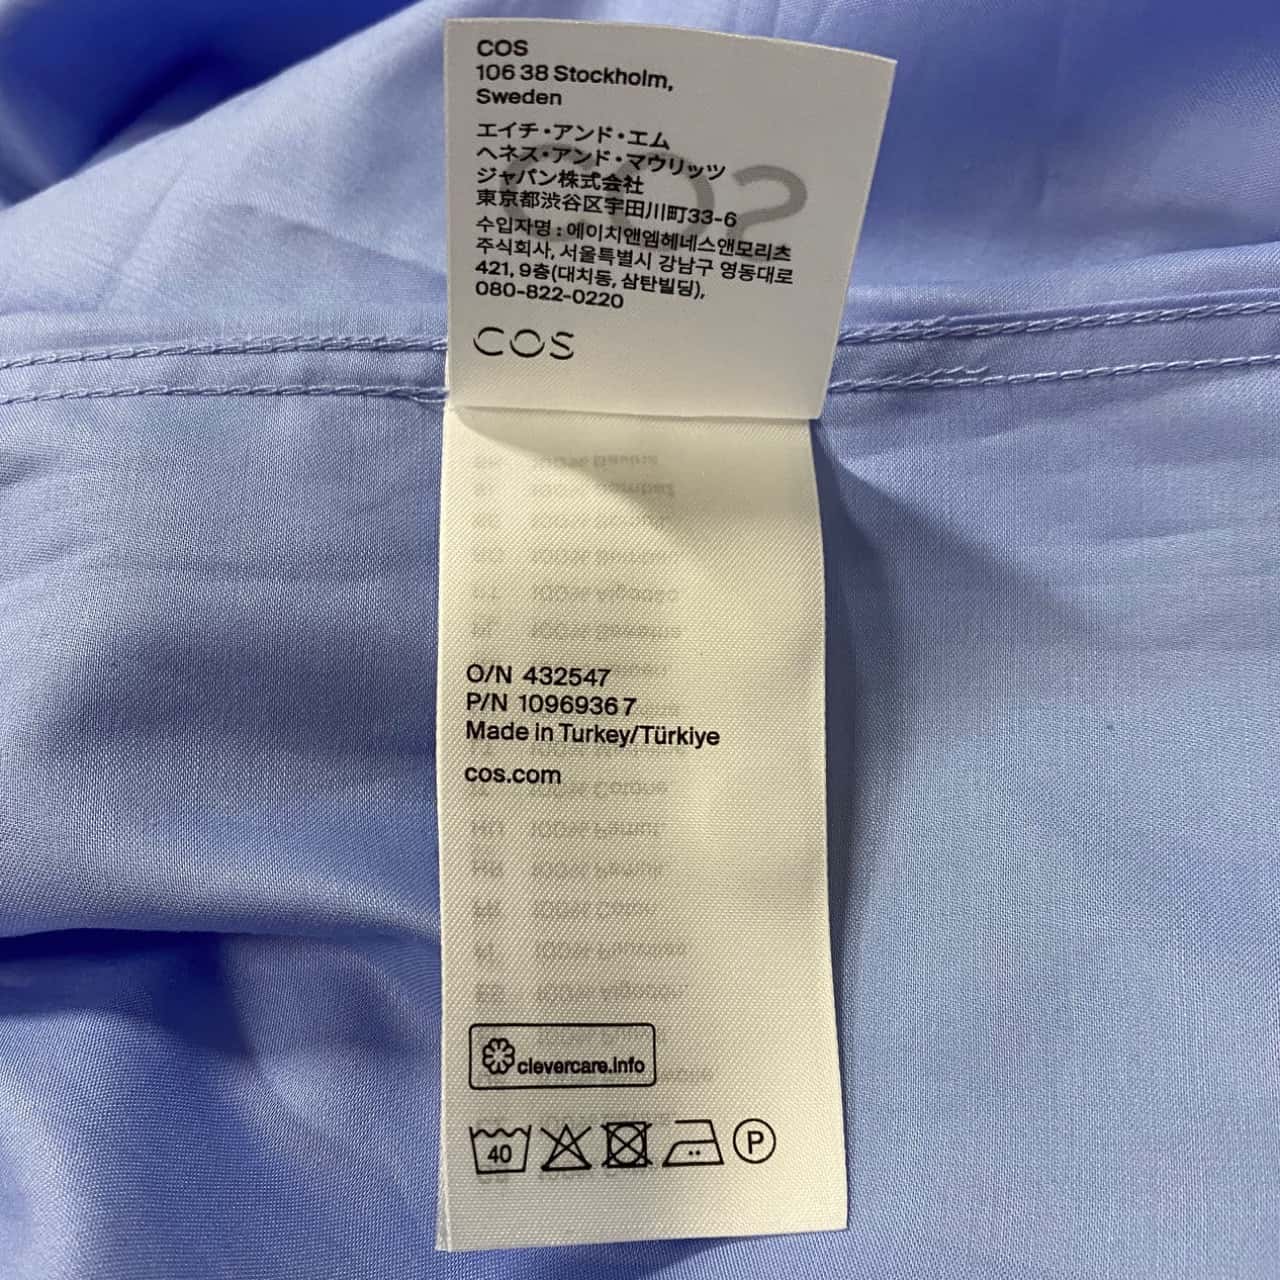 COS
106 38 Stockholm,
Sweden
エイチ・アンド・エム
ヘネス・アンド・マウリッツ
ジャパン株式会社
東京都渋谷区宇田川町33-6
수입자명 : 에이치앤엠헤네스앤모리츠
주식회사, 서울특별시 강남구 영동대로
421, 9층(대치동, 삼탄빌딩),
080-822-0220
COS
O/N 432547
P/N 10969367
Made in Turkey/Türkiye
cos.com
clevercare.info
40
P